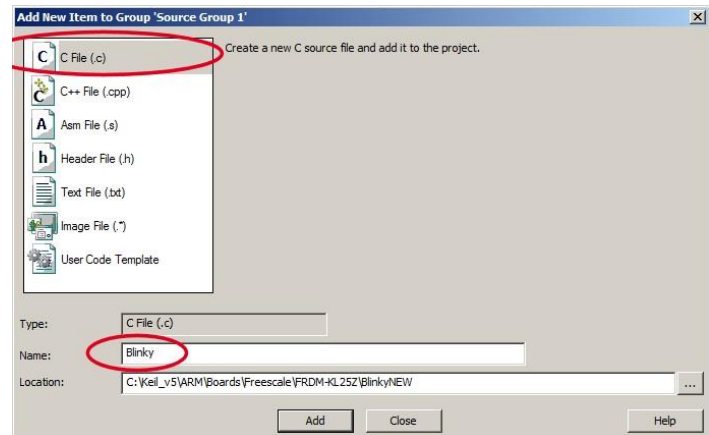 Add New Item to Group 'Source Group 1'
C File (.c)
Create a new C source file and add it to the project.
C++ File (.cpp)
Asm File (.s)
Header File (.h)
Text File (.txt)
Image File (.*)
User Code Template
Type: C File (.c)
Name: Blinky
Location: C:\Keil_v5\ARM\Boards\Freescale\FRDM-KL25Z\BlinkyNEW ...
Add Close Help